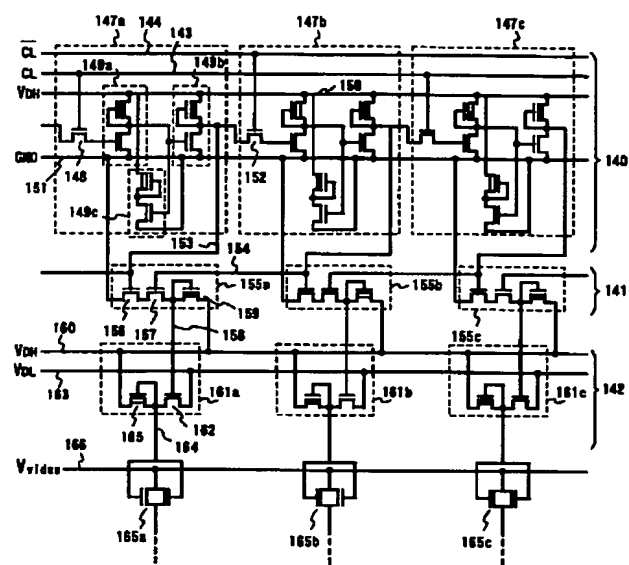 147a 147b 147c
144
143
CL
CL
149a 149b
VDH
150
140
148
152
GND
151
149c
153
154
155a 155b
141
156
157
159
158
155c
160
VDH
VDL
163
161a 161b 161c
142
165
162
164
166
Vvideo
165a 165b 165c